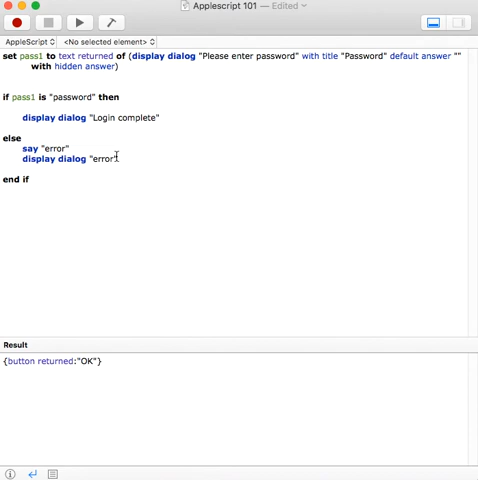 Applescript 101 — Edited
AppleScript <No selected element>
set pass1 to text returned of (display dialog "Please enter password" with title "Password" default answer ""
with hidden answer)
if pass1 is "password" then
display dialog "Login complete"
else
say "error"
display dialog "error"
end if
Result
{button returned:"OK"}